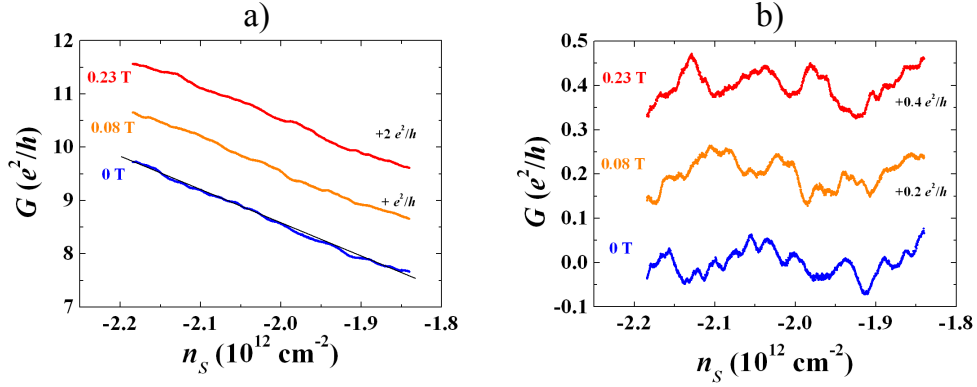 a)
12
11
10
9
8
7
G (e²/h)
0.23 T
0.08 T
0 T
+2 e²/h
+ e²/h
-2.2 -2.1 -2.0 -1.9 -1.8
nS (10¹² cm⁻²)
b)
0.5
0.4
0.3
0.2
0.1
0.0
-0.1
G (e²/h)
0.23 T
+0.4 e²/h
0.08 T
+0.2 e²/h
0 T
-2.2 -2.1 -2.0 -1.9 -1.8
nS (10¹² cm⁻²)